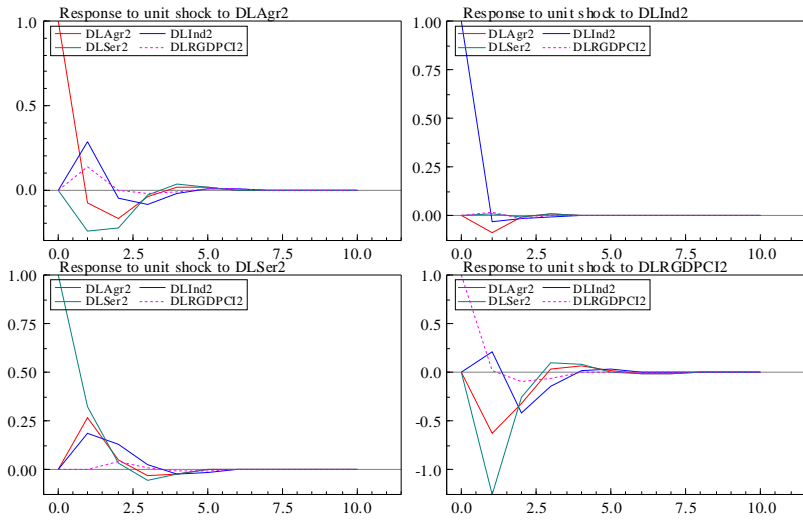 Response to unit shock to DLAgr2
DLAgr2 DLInd2
DLSer2 DLRGDPCI2
1.0
0.5
0.0
0.0 2.5 5.0 7.5 10.0
Response to unit shock to DLInd2
DLAgr2 DLInd2
DLSer2 DLRGDPCI2
1.00
0.75
0.50
0.25
0.00
0.0 2.5 5.0 7.5 10.0
Response to unit shock to DLSer2
DLAgr2 DLInd2
DLSer2 DLRGDPCI2
1.00
0.75
0.50
0.25
0.00
0.0 2.5 5.0 7.5 10.0
Response to unit shock to DLRGDPCI2
DLAgr2 DLInd2
DLSer2 DLRGDPCI2
1.0
0.5
0.0
-0.5
-1.0
0.0 2.5 5.0 7.5 10.0